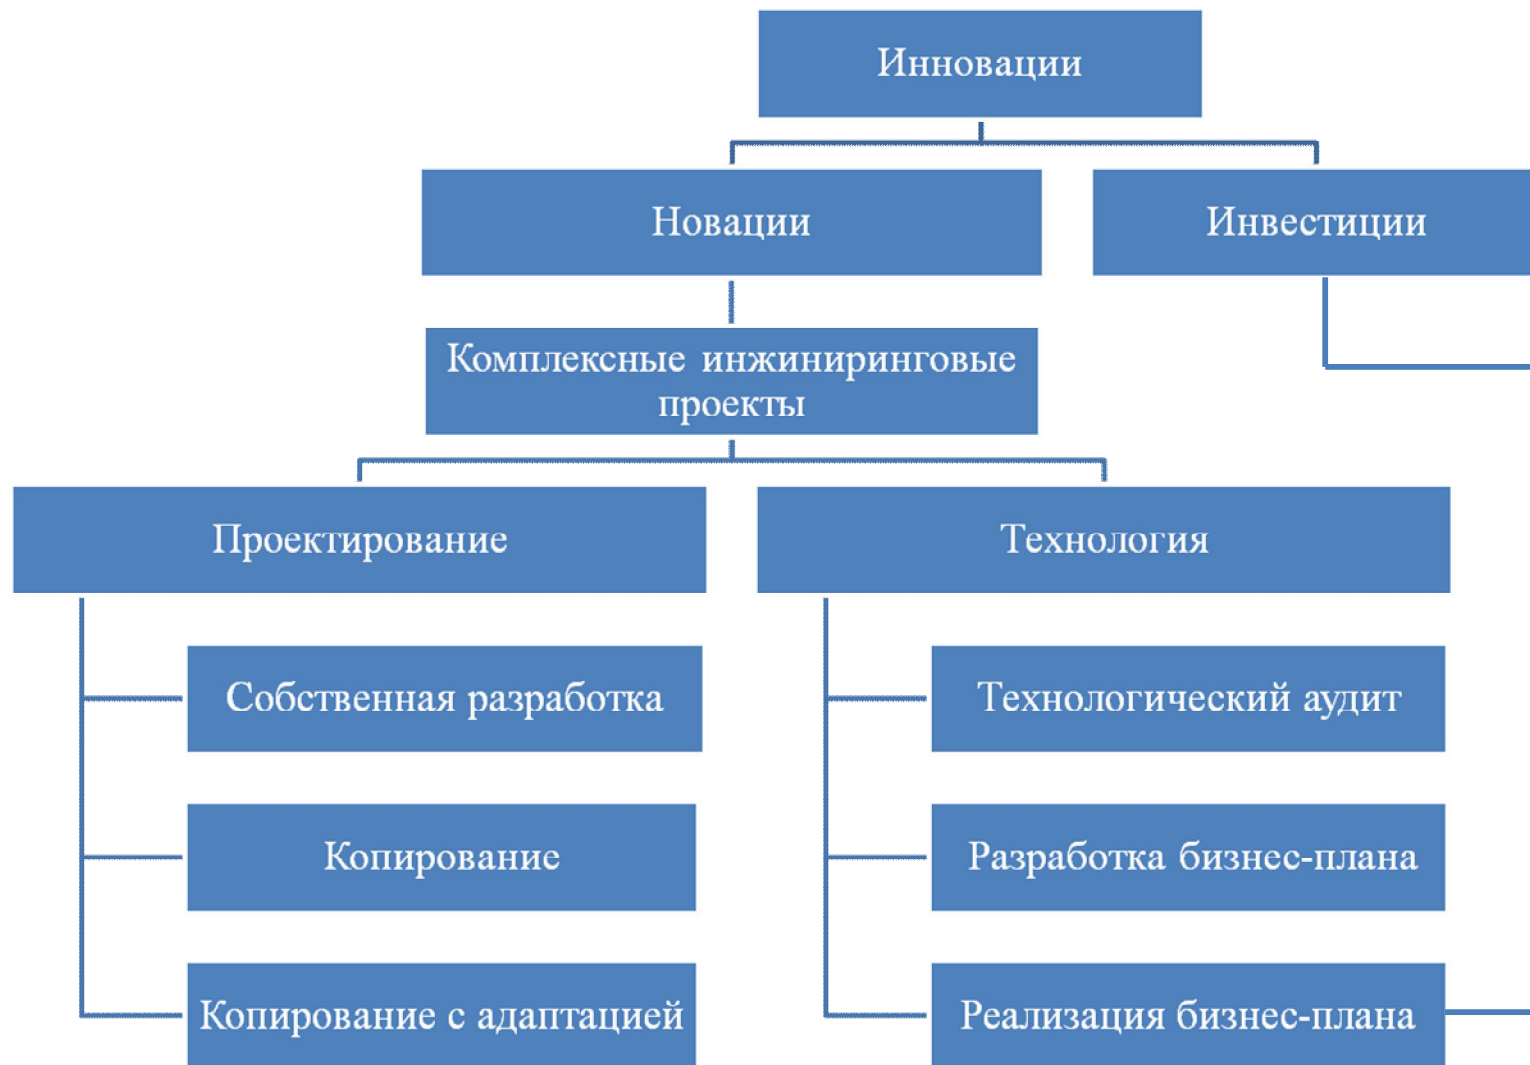 Инновации
Новации
Инвестиции
Комплексные инжиниринговые
проекты
Проектирование
Технология
Собственная разработка
Технологический аудит
Копирование
Разработка бизнес-плана
Копирование с адаптацией
Реализация бизнес-плана